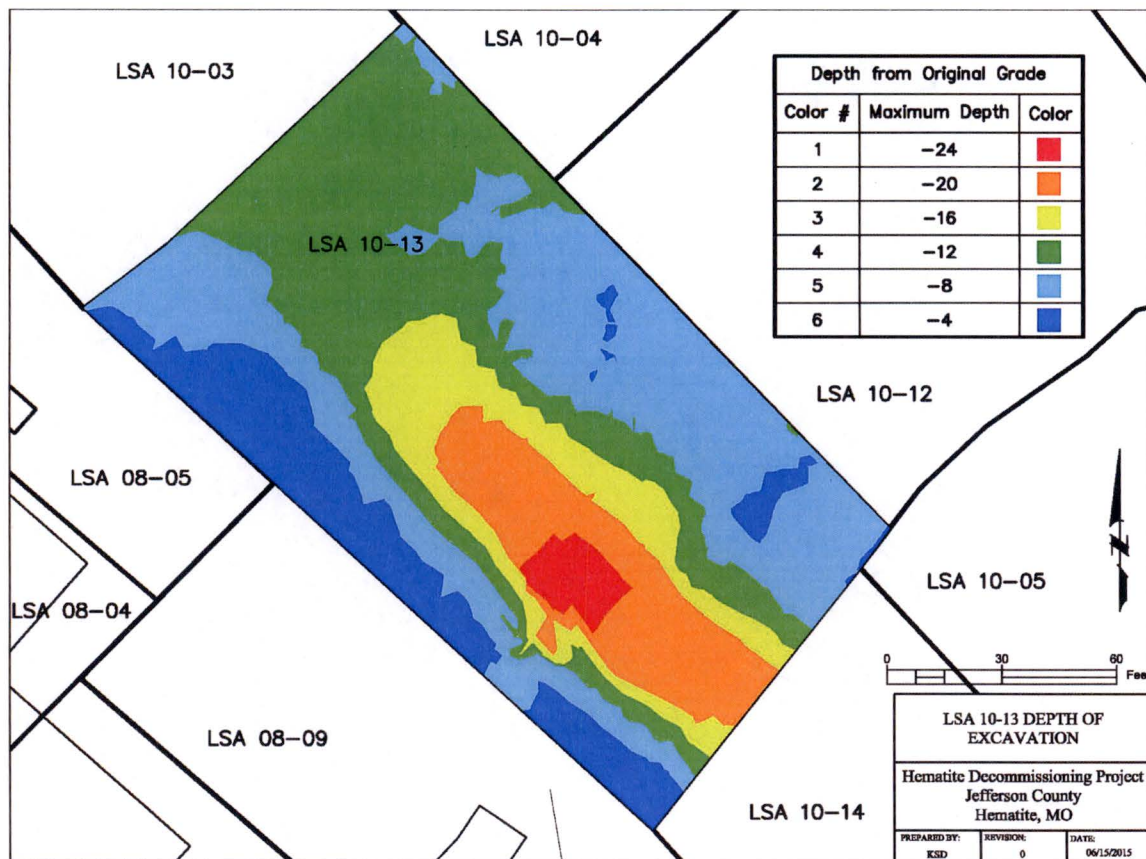 LSA 10-03
LSA 10-04
Depth from Original Grade
Color # Maximum Depth Color
1 -24
2 -20
3 -16
4 -12
5 -8
6 -4
LSA 10-13
LSA 10-12
LSA 08-05
LSA 10-05
LSA 08-04
N
0 30 60
Fee
LSA 08-09
LSA 10-14
LSA 10-13 DEPTH OF
EXCAVATION
Hematite Decommissioning Project
Jefferson County
Hematite, MO
PREPARED BY: REVISION: DATE:
KSD 0 06/15/2015